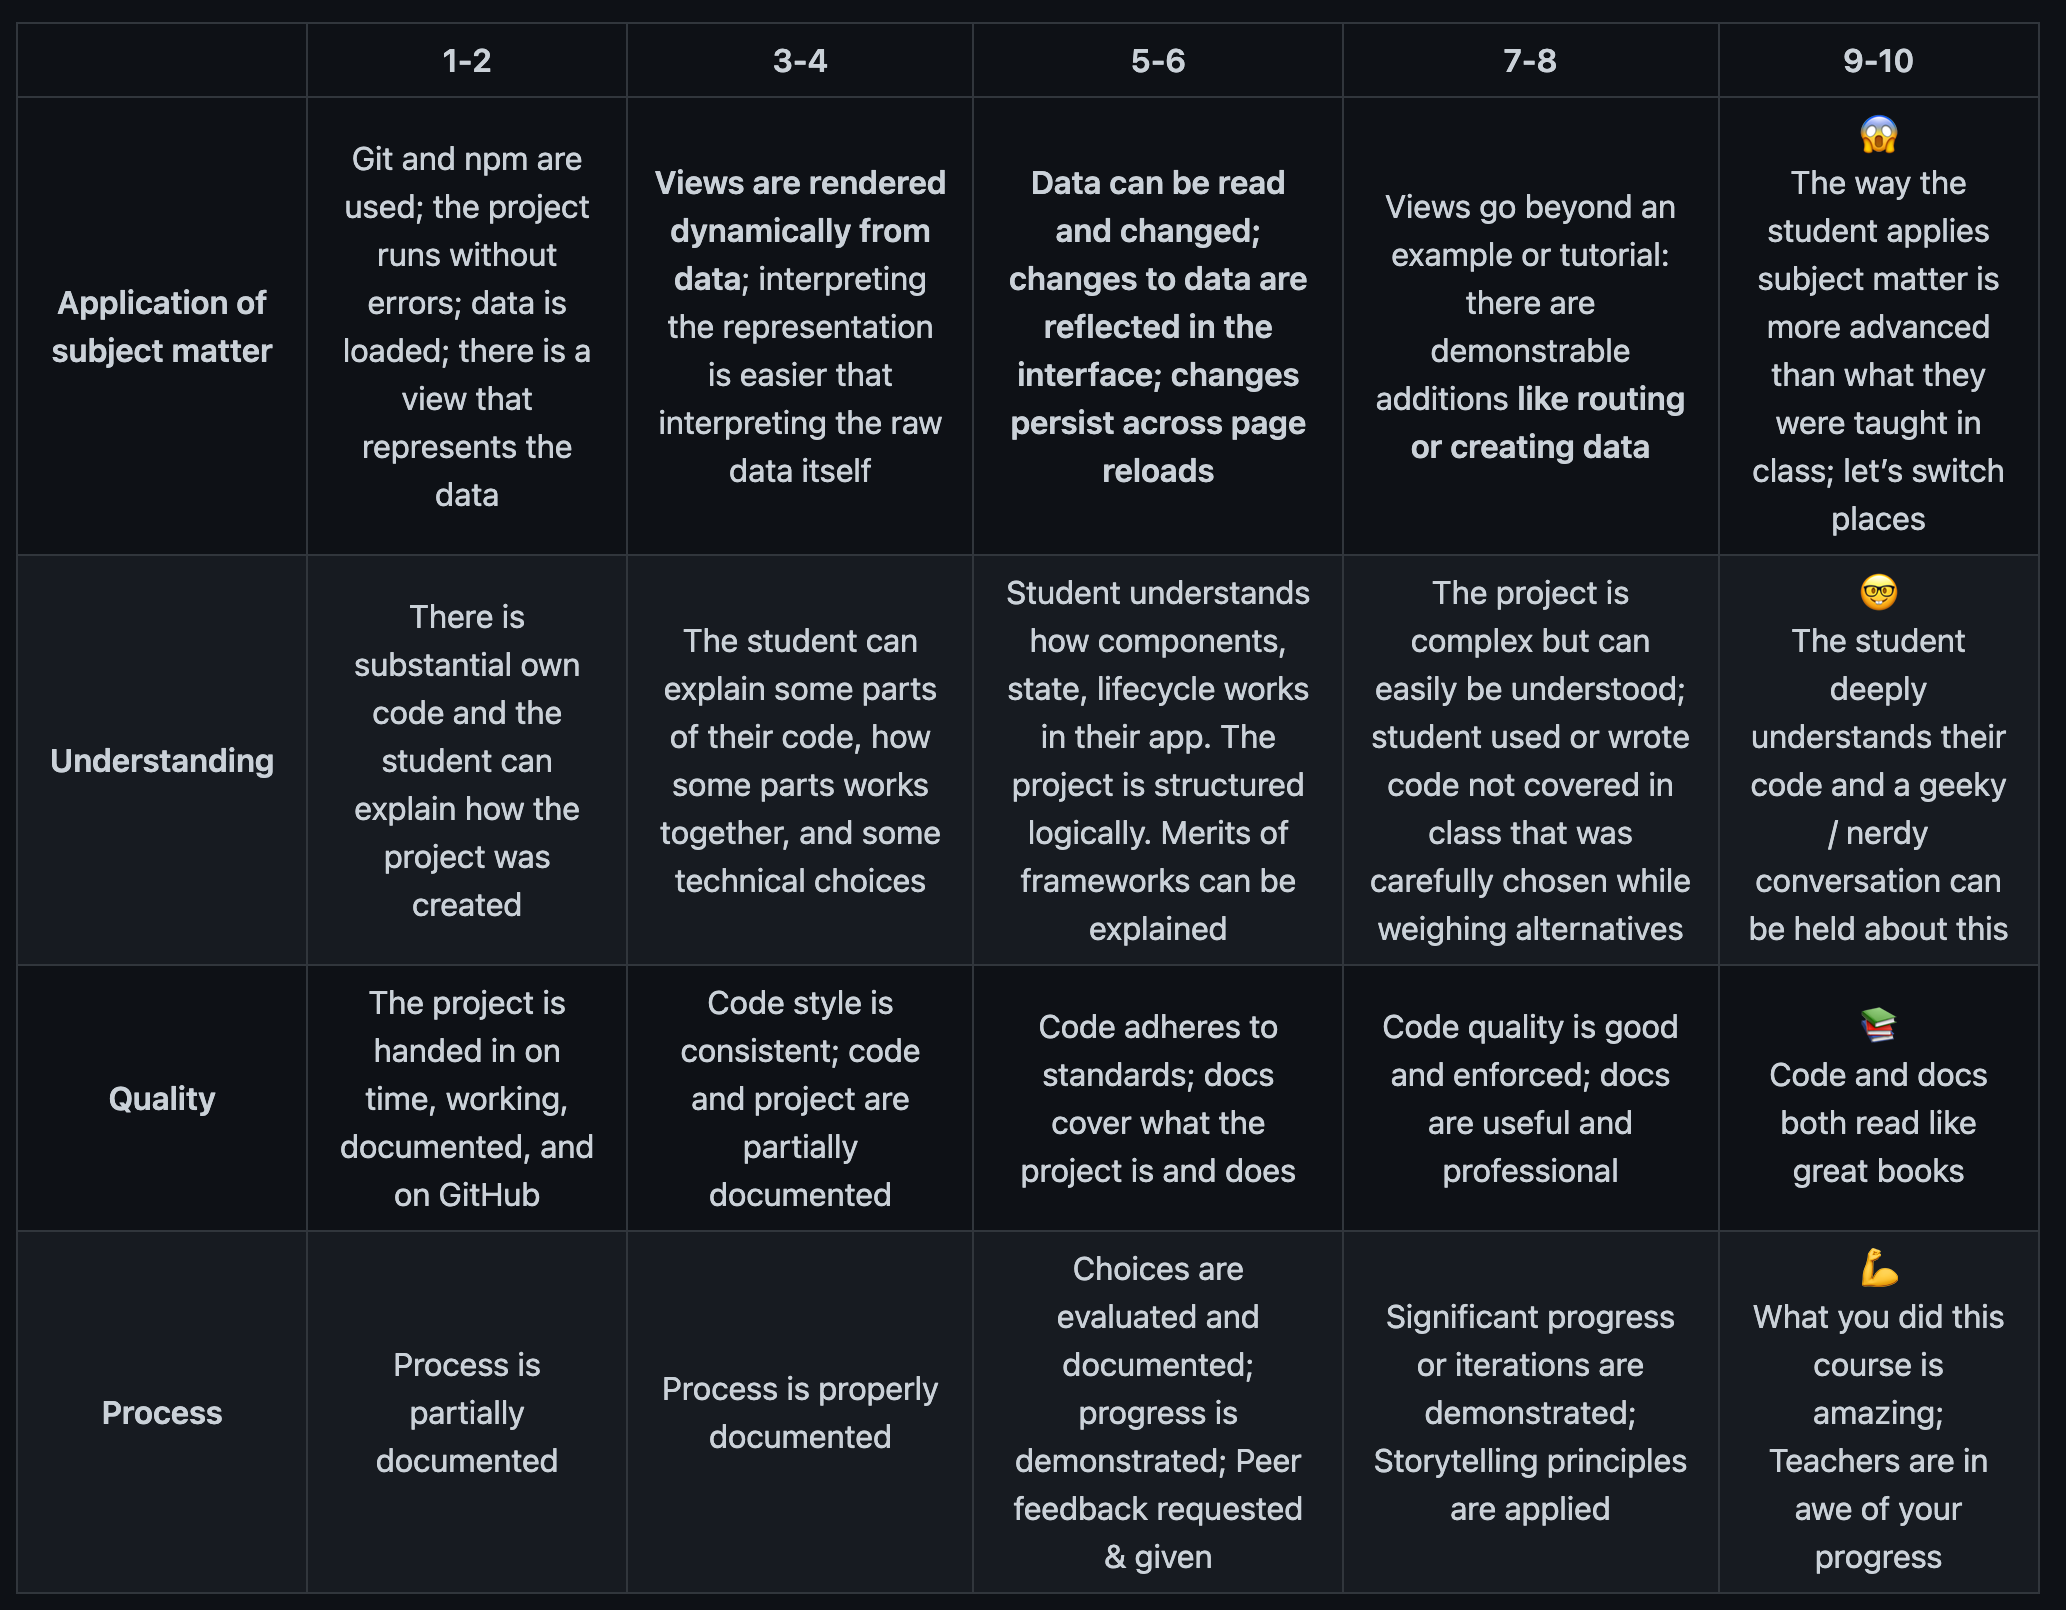 1-2
3-4
5-6
7-8
9-10
Application of
subject matter
Git and npm are
used; the project
runs without
errors; data is
loaded; there is a
view that
represents the
data
Views are rendered
dynamically from
data; interpreting
the representation
is easier that
interpreting the raw
data itself
Data can be read
and changed;
changes to data are
reflected in the
interface; changes
persist across page
reloads
Views go beyond an
example or tutorial:
there are
demonstrable
additions like routing
or creating data
😱
The way the
student applies
subject matter is
more advanced
than what they
were taught in
class; let’s switch
places
Understanding
There is
substantial own
code and the
student can
explain how the
project was
created
The student can
explain some parts
of their code, how
some parts works
together, and some
technical choices
Student understands
how components,
state, lifecycle works
in their app. The
project is structured
logically. Merits of
frameworks can be
explained
The project is
complex but can
easily be understood;
student used or wrote
code not covered in
class that was
carefully chosen while
weighing alternatives
🤓
The student
deeply
understands their
code and a geeky
/ nerdy
conversation can
be held about this
Quality
The project is
handed in on
time, working,
documented, and
on GitHub
Code style is
consistent; code
and project are
partially
documented
Code adheres to
standards; docs
cover what the
project is and does
Code quality is good
and enforced; docs
are useful and
professional
📚
Code and docs
both read like
great books
Process
Process is
partially
documented
Process is properly
documented
Choices are
evaluated and
documented;
progress is
demonstrated; Peer
feedback requested
& given
Significant progress
or iterations are
demonstrated;
Storytelling principles
are applied
💪
What you did this
course is
amazing;
Teachers are in
awe of your
progress